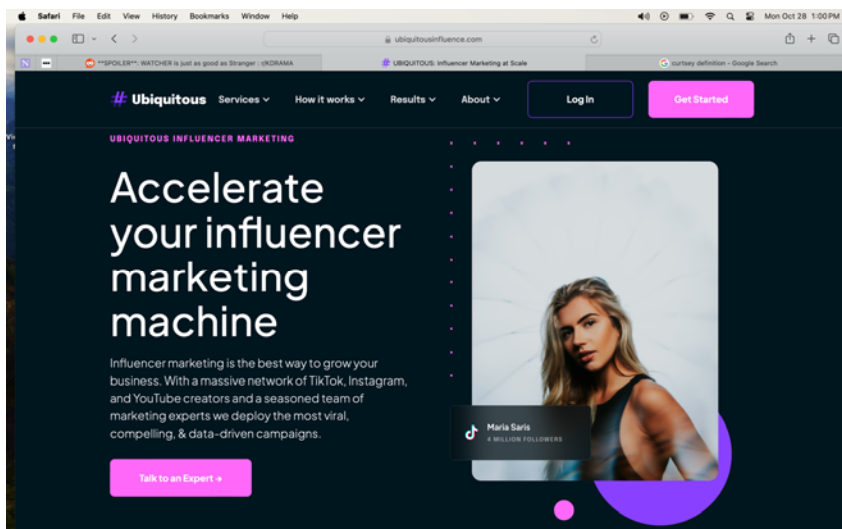 Safari File Edit View History Bookmarks Window Help Mon Oct 28 1:00 PM
ubiquitousinfluence.com
**SPOILER**: WATCHER is just as good as Stranger : r/KDRAMA UBIQUITOUS: Influencer Marketing at Scale curtsey definition - Google Search
Ubiquitous Services How it works Results About Log In Get Started
UBIQUITOUS INFLUENCER MARKETING
Accelerate
your influencer
marketing
machine
Influencer marketing is the best way to grow your
business. With a massive network of TikTok, Instagram,
and YouTube creators and a seasoned team of
marketing experts we deploy the most viral,
compelling, & data-driven campaigns.
Talk to an Expert →
Maria Saris
4 MILLION FOLLOWERS